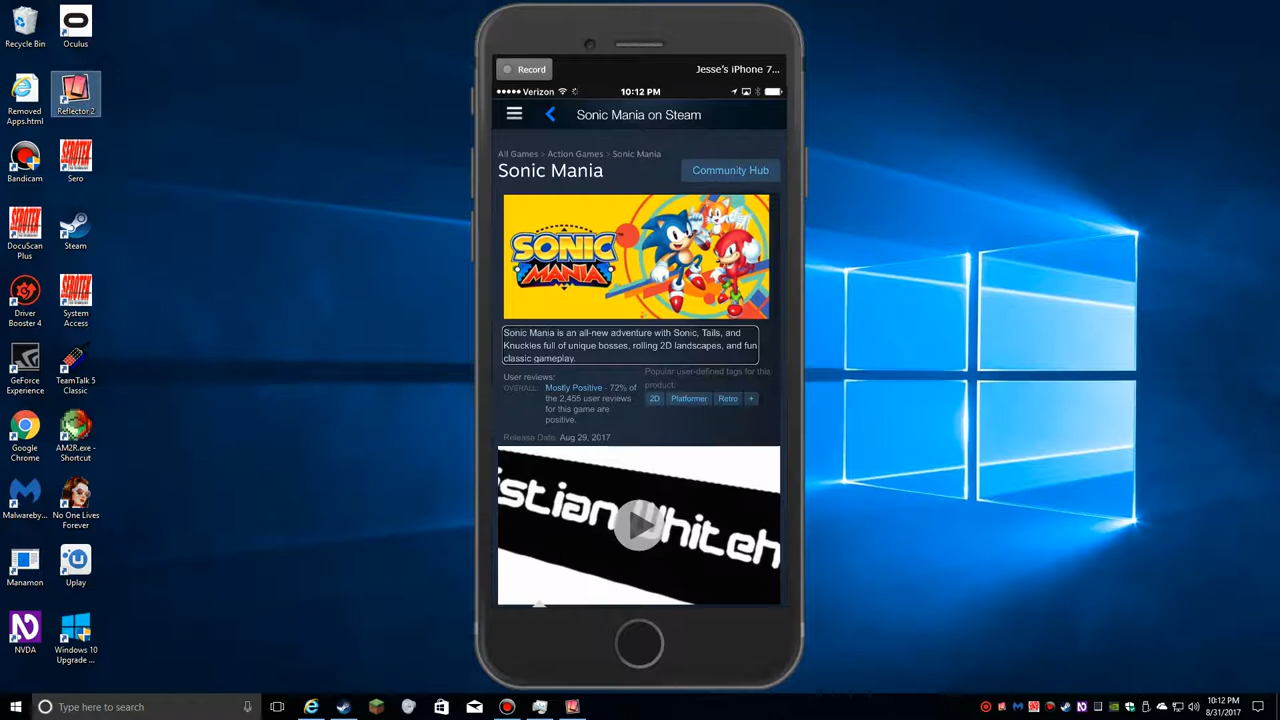 Recycle Bin
Oculus
Removed
Apps.html
Reflector 2
Bandicam
SEROTEK
Sero
SEROTEK
DocuScan
Plus
Steam
Driver
Booster 4
SEROTEK
System
Access
GeForce
Experience
TeamTalk 5
Classic
Google
Chrome
AM2R.exe -
Shortcut
Malwareby...
No One Lives
Forever
Manamon
Uplay
NVDA
Windows 10
Upgrade ...
Record
Jesse's iPhone 7...
Verizon
10:12 PM
Sonic Mania on Steam
All Games > Action Games > Sonic Mania
Sonic Mania
Community Hub
SONIC
MANIA
Sonic Mania is an all-new adventure with Sonic, Tails, and
Knuckles full of unique bosses, rolling 2D landscapes, and fun
classic gameplay.
User reviews:
OVERALL:
Mostly Positive - 72% of
the 2,455 user reviews
for this game are
positive.
Popular user-defined tags for this
product:
2D
Platformer
Retro
+
Release Date: Aug 29, 2017
stian Whiteh
Type here to search
10:12 PM
8/31/2017